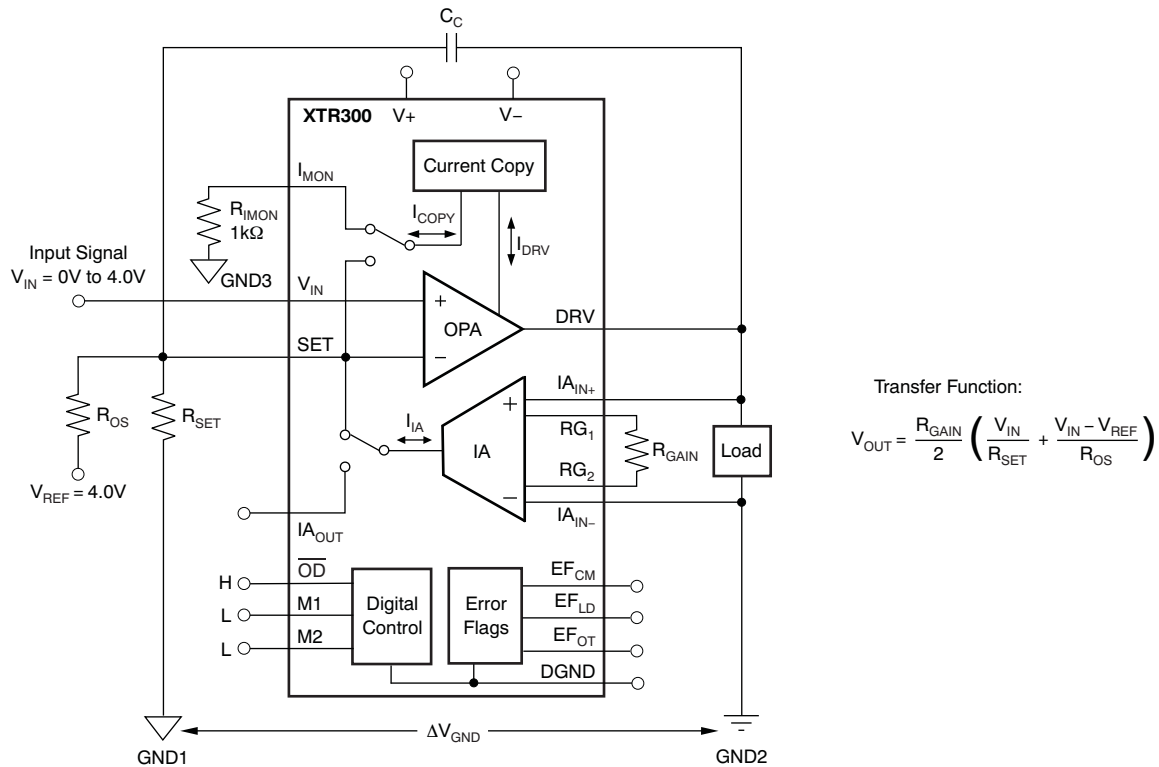 C_C
XTR300
V+
V−
Current Copy
I_MON
R_IMON
1kΩ
I_COPY
I_DRV
GND3
Input Signal
V_IN = 0V to 4.0V
V_IN
+
OPA
−
DRV
SET
R_OS
R_SET
V_REF = 4.0V
I_IA
+
IA
−
IA_IN+
RG_1
R_GAIN
RG_2
IA_IN−
Load
IA_OUT
H
O̅D̅
L
M1
L
M2
Digital
Control
Error
Flags
EF_CM
EF_LD
EF_OT
DGND
ΔV_GND
GND1
GND2
Transfer Function:
V_OUT = R_GAIN/2 (V_IN/R_SET + V_IN − V_REF/R_OS)